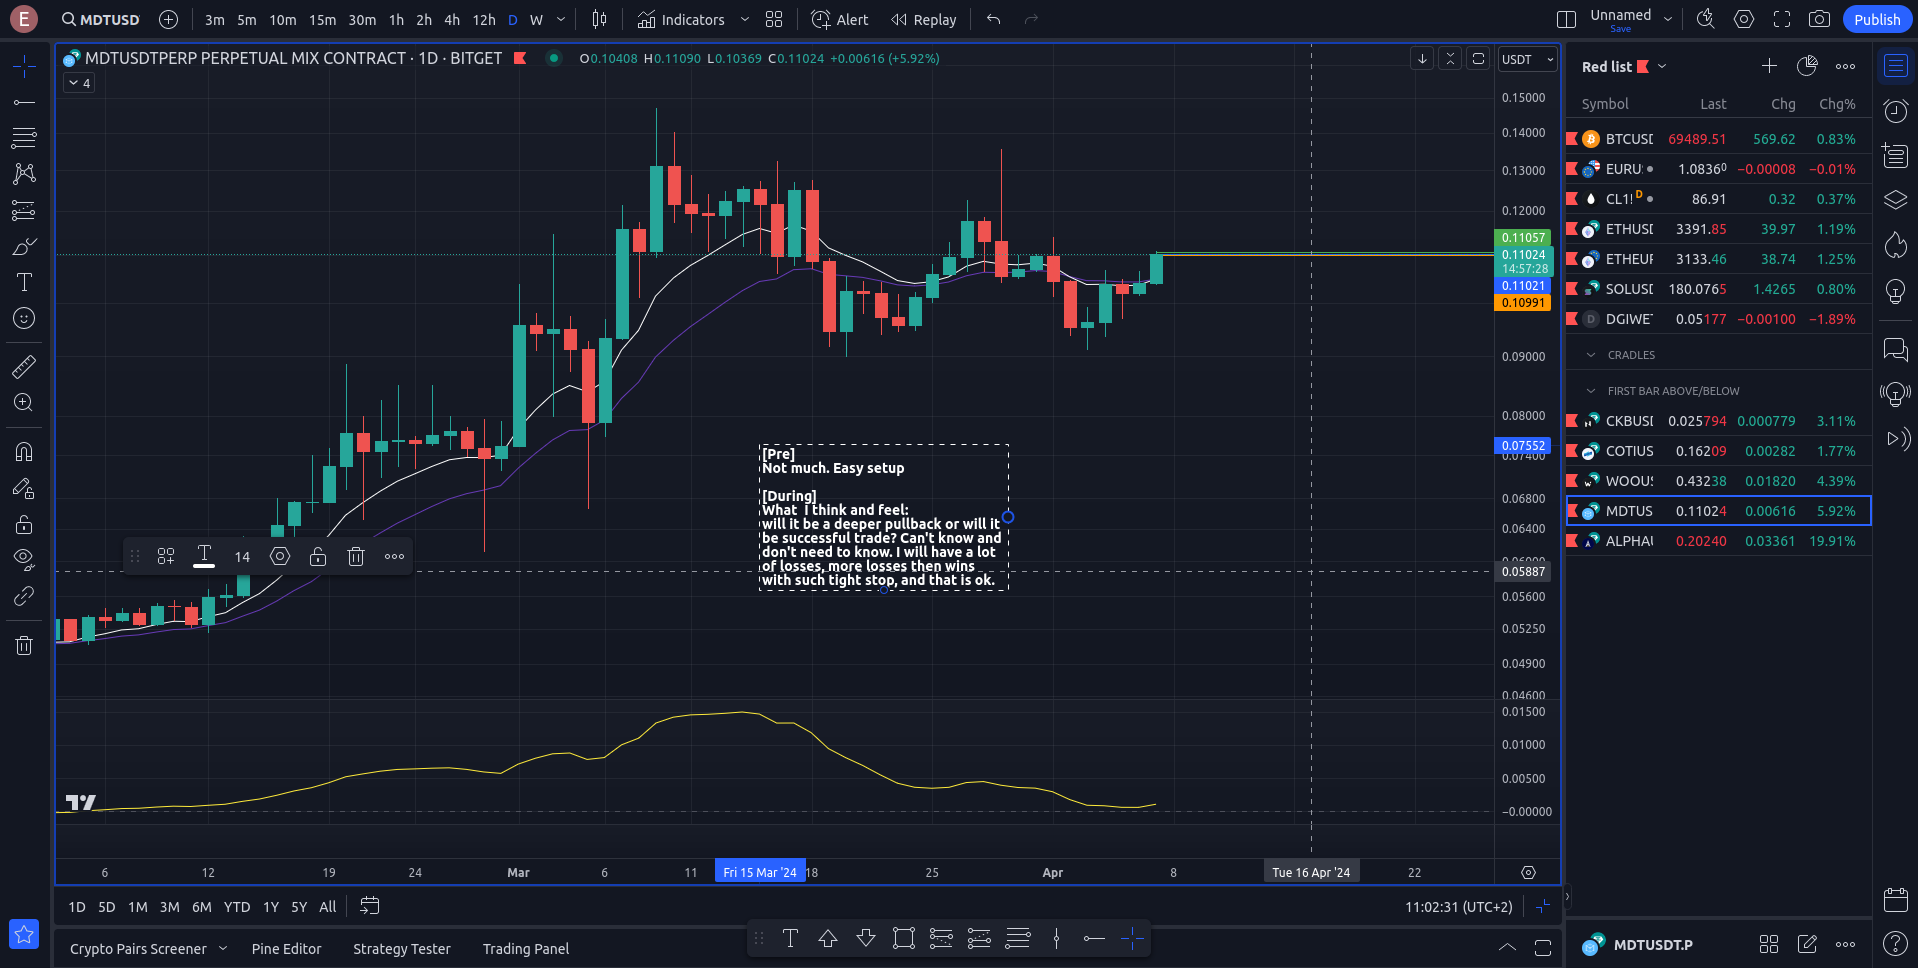 E
MDTUSD
3m 5m 10m 15m 30m 1h 2h 4h 12h D W
Indicators
Alert
Replay
Unnamed
Save
Publish
MDTUSDTPERP PERPETUAL MIX CONTRACT · 1D · BITGET
O0.10408 H0.11090 L0.10369 C0.11024 +0.00616 (+5.92%)
USDT
4
0.15000
0.14000
0.13000
0.12000
0.11057
0.11024
14:57:28
0.11021
0.10991
0.09000
0.08000
0.07552
0.07400
0.06800
0.06400
0.05887
0.05600
0.05250
0.04900
0.04600
0.01500
0.01000
0.00500
−0.00000
[Pre]
Not much. Easy setup
[During]
What I think and feel:
will it be a deeper pullback or will it
be successful trade? Can't know and
don't need to know. I will have a lot
of losses, more losses then wins
with such tight stop, and that is ok.
14
6 12 19 24 Mar 6 11 Fri 15 Mar '24 18 25 Apr 8 Tue 16 Apr '24 22
1D 5D 1M 3M 6M YTD 1Y 5Y All
11:02:31 (UTC+2)
Crypto Pairs Screener Pine Editor Strategy Tester Trading Panel
Red list
Symbol Last Chg Chg%
BTCUSD 69489.51 569.62 0.83%
EURU 1.08360 −0.00008 −0.01%
CL1! D 86.91 0.32 0.37%
ETHUSD 3391.85 39.97 1.19%
ETHEUR 3133.46 38.74 1.25%
SOLUSD 180.0765 1.4265 0.80%
D DGIWE 0.05177 −0.00100 −1.89%
CRADLES
FIRST BAR ABOVE/BELOW
CKBUSD 0.025794 0.000779 3.11%
COTIUS 0.16209 0.00282 1.77%
WOOUS 0.43238 0.01820 4.39%
MDTUS 0.11024 0.00616 5.92%
ALPHAU 0.20240 0.03361 19.91%
MDTUSDT.P